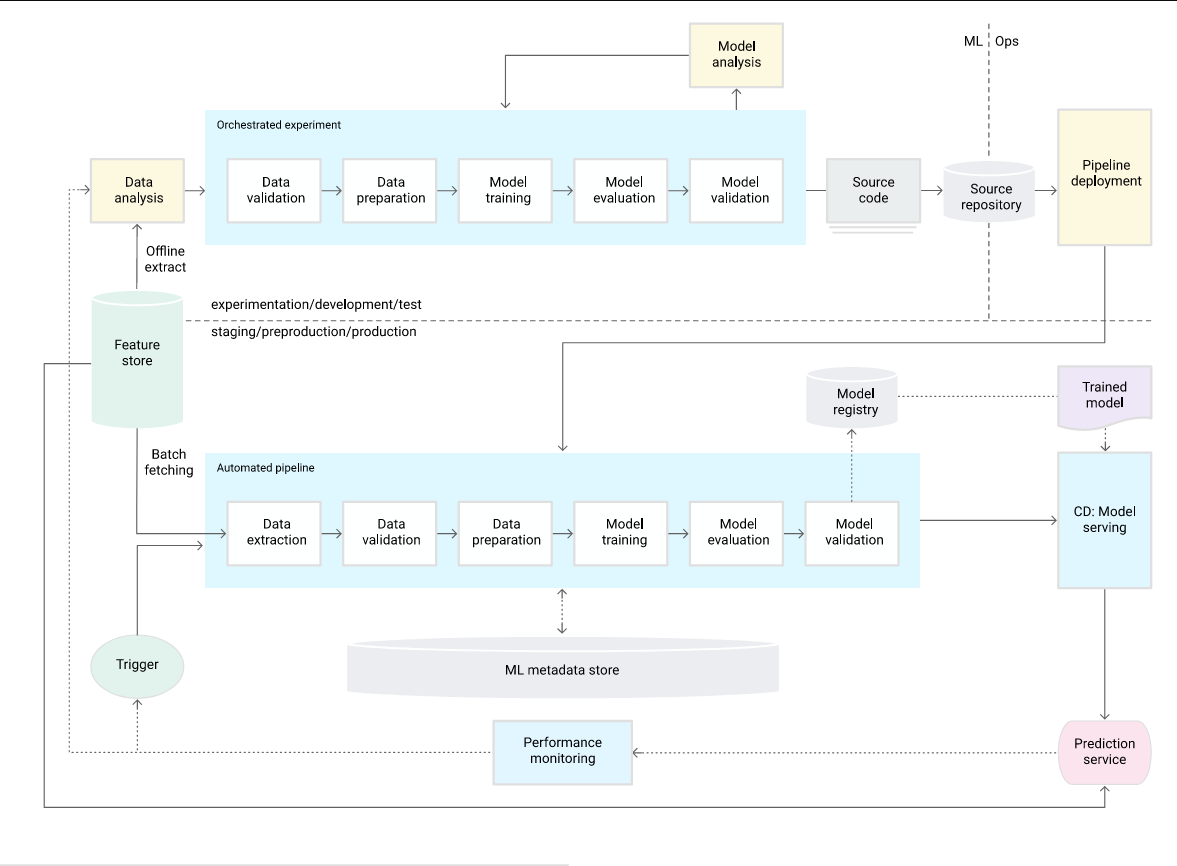 Model
analysis
ML
Ops
Orchestrated experiment
Data
analysis
Data
validation
Data
preparation
Model
training
Model
evaluation
Model
validation
Source
code
Source
repository
Pipeline
deployment
Offline
extract
experimentation/development/test
staging/preproduction/production
Feature
store
Model
registry
Trained
model
Batch
fetching
Automated pipeline
Data
extraction
Data
validation
Data
preparation
Model
training
Model
evaluation
Model
validation
CD: Model
serving
Trigger
ML metadata store
Performance
monitoring
Prediction
service